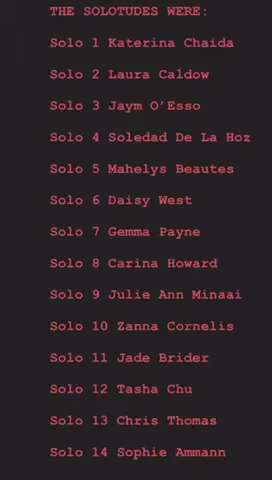 THE SOLOTUDES WERE:
Solo 1 Katerina Chaida
Solo 2 Laura Caldow
Solo 3 Jaym O'Esso
Solo 4 Soledad De La Hoz
Solo 5 Mahelys Beautes
Solo 6 Daisy West
Solo 7 Gemma Payne
Solo 8 Carina Howard
Solo 9 Julie Ann Minaai
Solo 10 Zanna Cornelis
Solo 11 Jade Brider
Solo 12 Tasha Chu
Solo 13 Chris Thomas
Solo 14 Sophie Ammann